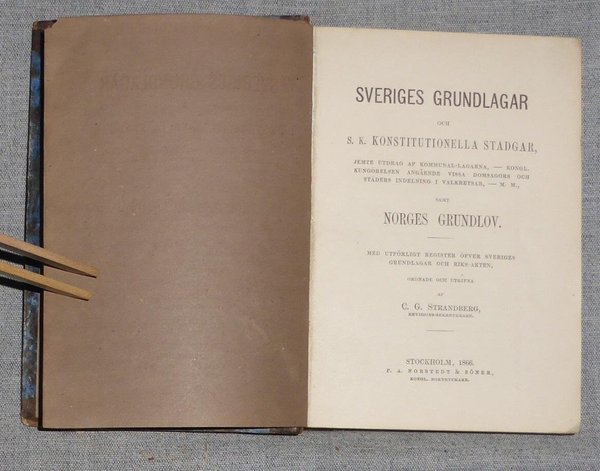 SVERIGES GRUNDLAGAR
OCH
S. K. KONSTITUTIONELLA STADGAR,
JEMTE UTDRAG AF KOMMUNAL-LAGARNA, — KONGL.
KUNGÖRELSEN ANGÅENDE VISSA DOMSAGORS OCH
STÄDERS INDELNING I VALKRETSAR, — M. M.,
SAMT
NORGES GRUNDLOV.
MED UTFÖRLIGT REGISTER ÖFVER SVERIGES
GRUNDLAGAR OCH RIKS-AKTEN,
ORDNADE OCH UTGIFNA
AF
C. G. STRANDBERG,
REVISIONS-SEKRETERARE.
STOCKHOLM, 1866.
P. A. NORSTEDT & SÖNER,
KONGL. BOKTRYCKARE.